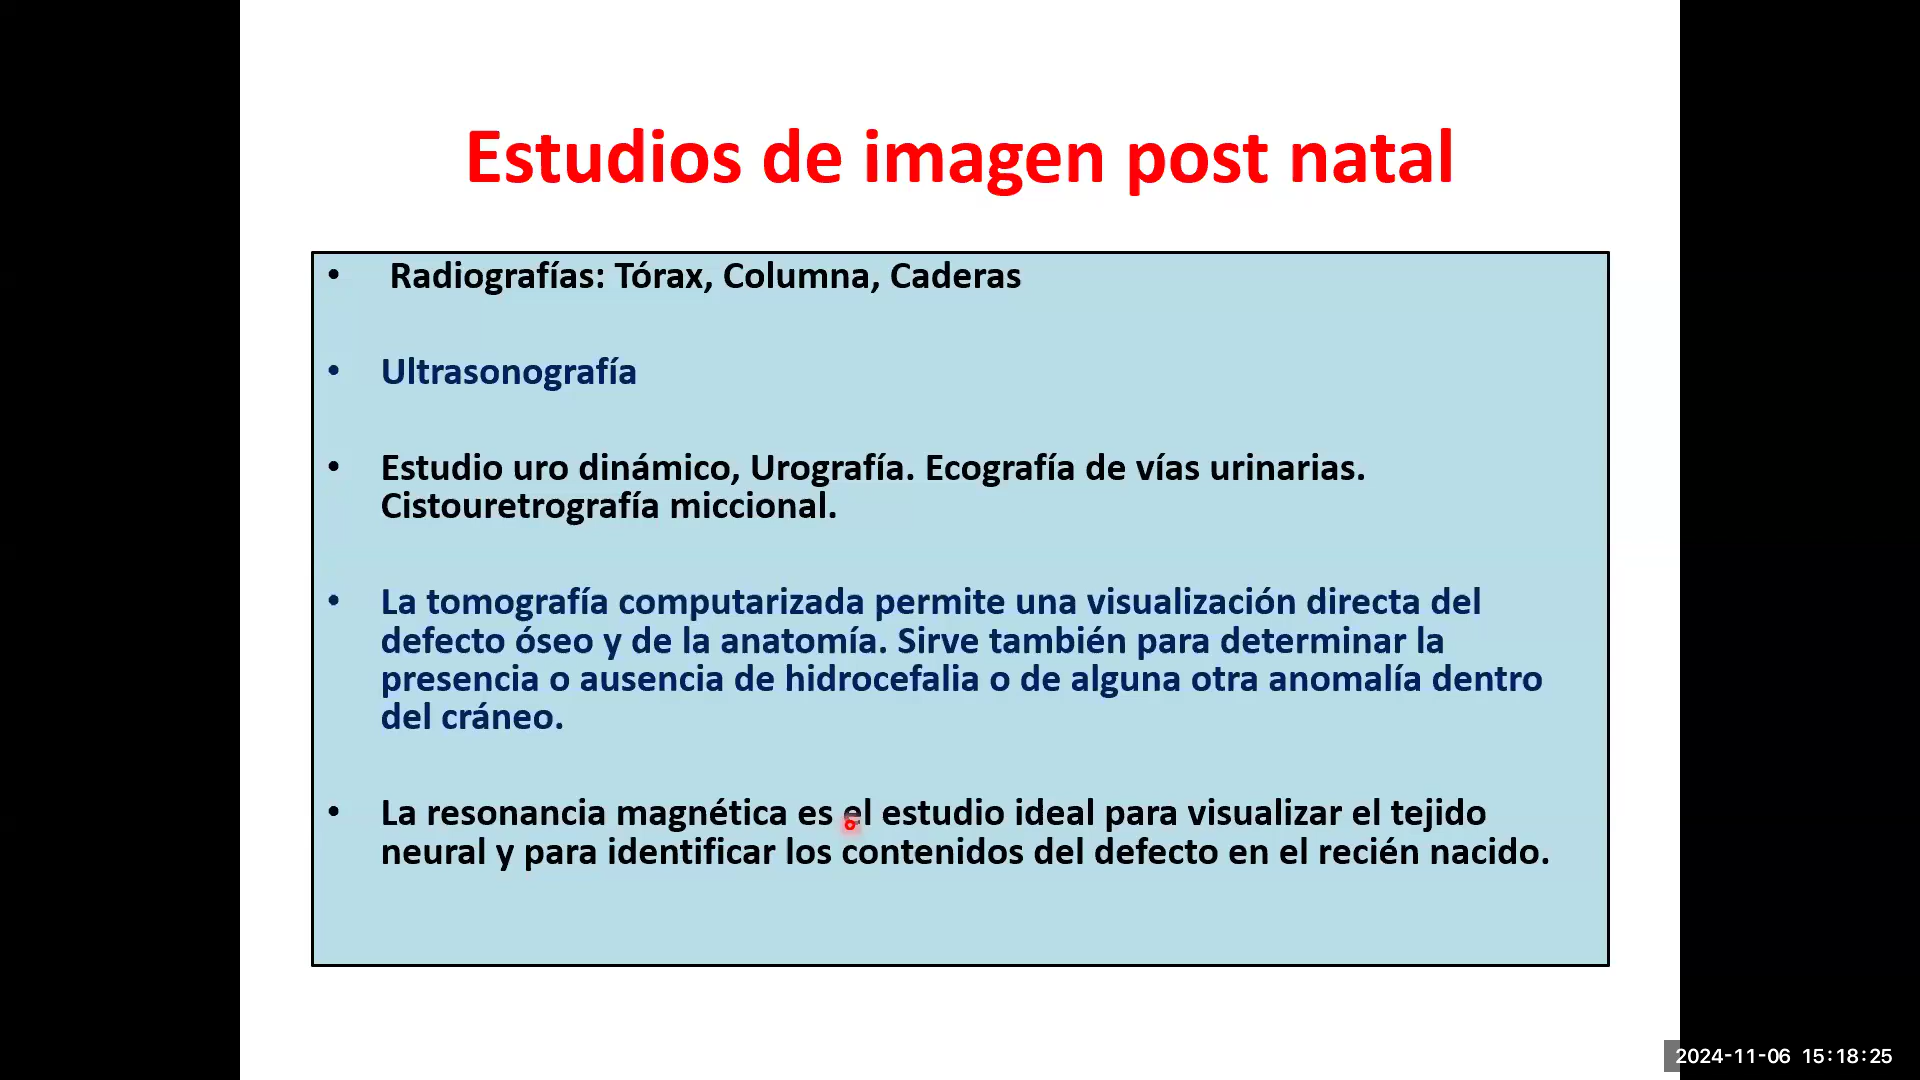 Estudios de imagen post natal
• Radiografías: Tórax, Columna, Caderas
• Ultrasonografía
• Estudio uro dinámico, Urografía. Ecografía de vías urinarias.
Cistouretrografía miccional.
• La tomografía computarizada permite una visualización directa del
defecto óseo y de la anatomía. Sirve también para determinar la
presencia o ausencia de hidrocefalia o de alguna otra anomalía dentro
del cráneo.
• La resonancia magnética es el estudio ideal para visualizar el tejido
neural y para identificar los contenidos del defecto en el recién nacido.
2024-11-06 15:18:25